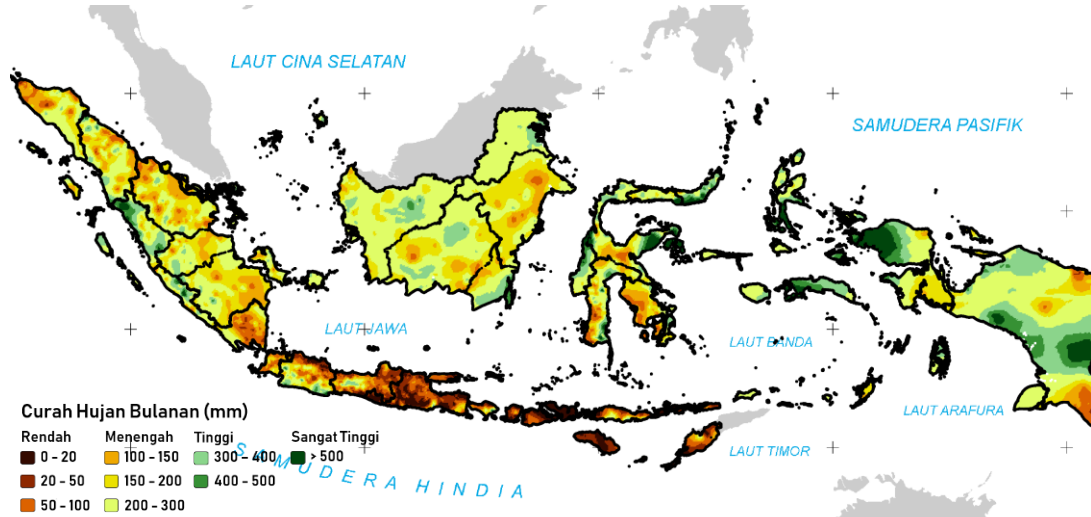 LAUT CINA SELATAN
SAMUDERA PASIFIK
LAUT JAWA
LAUT BANDA
LAUT ARAFURA
LAUT TIMOR
SAMUDERA HINDIA
Curah Hujan Bulanan (mm)
Rendah Menengah Tinggi Sangat Tinggi
0 - 20 100 - 150 300 - 400 > 500
20 - 50 150 - 200 400 - 500
50 - 100 200 - 300